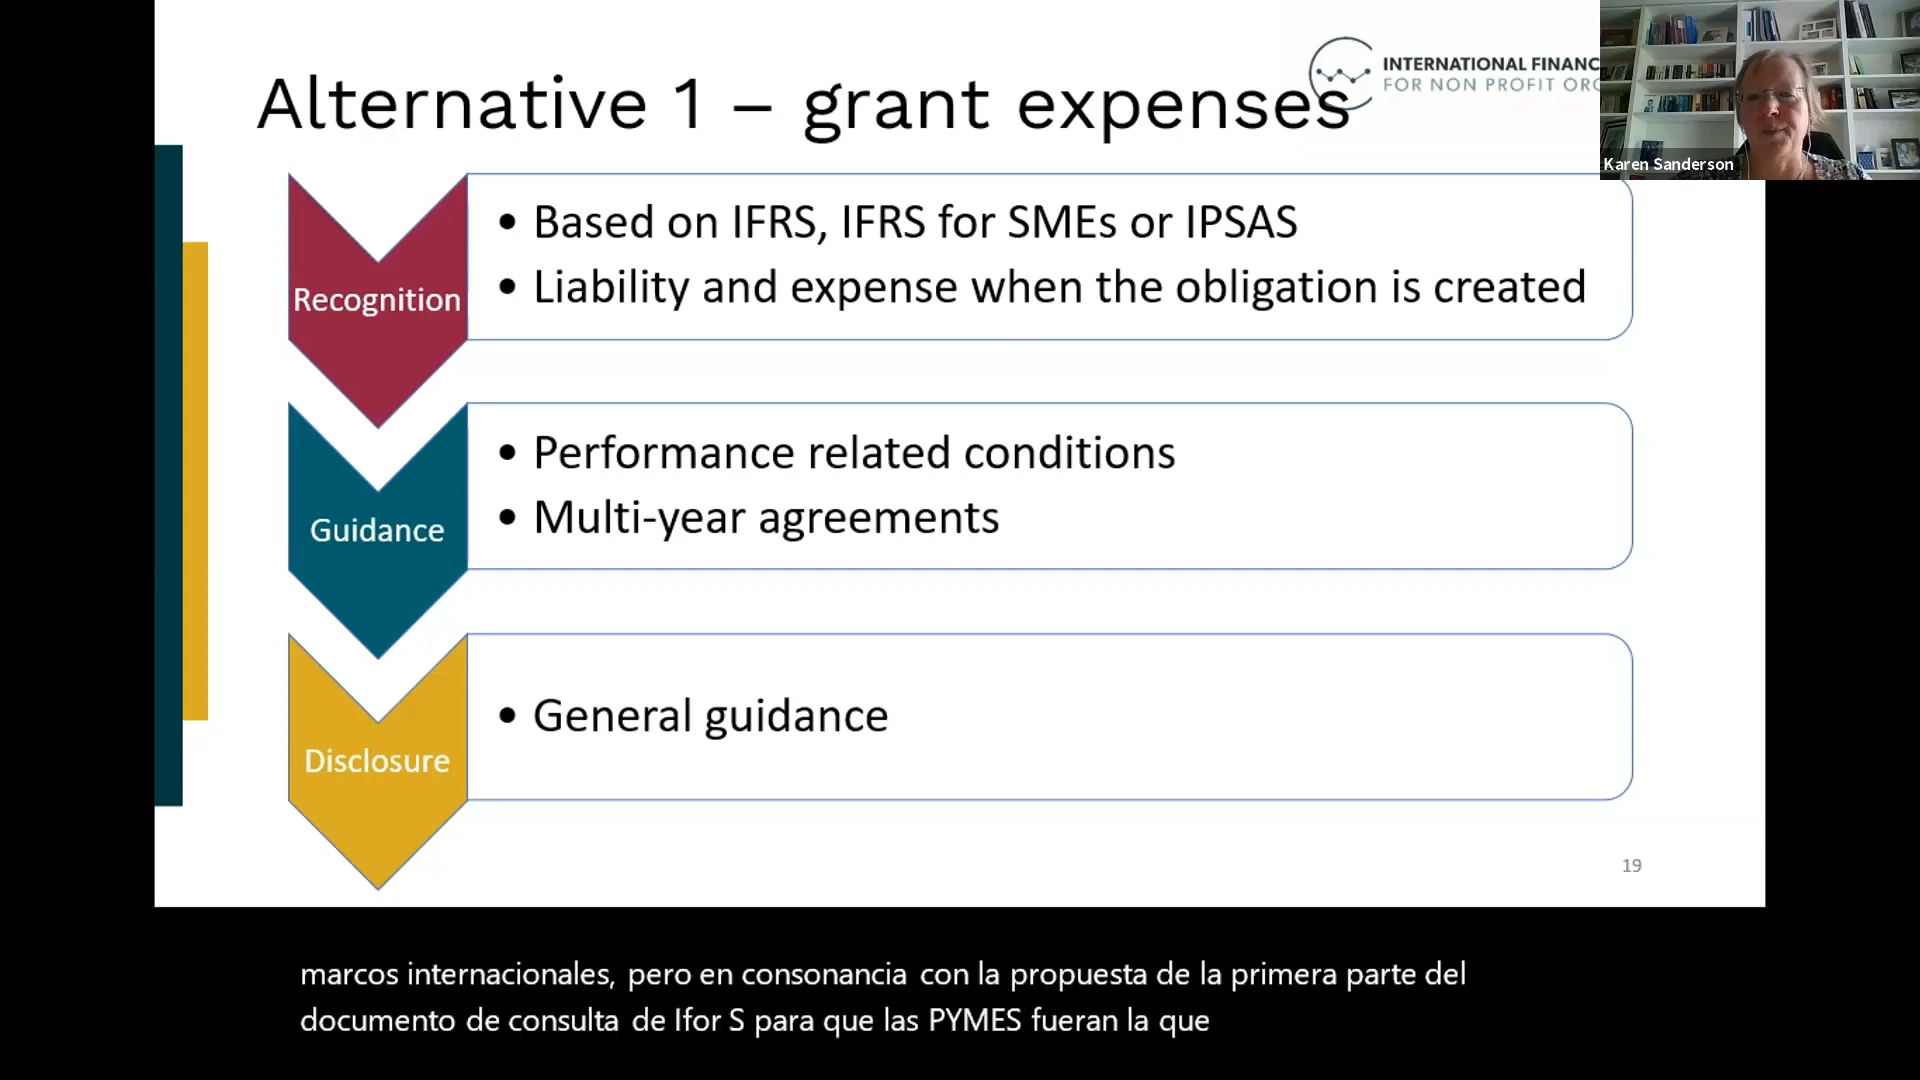 INTERNATIONAL FINANC
FOR NON PROFIT ORG
Alternative 1 – grant expenses
Karen Sanderson
Recognition
• Based on IFRS, IFRS for SMEs or IPSAS
• Liability and expense when the obligation is created
Guidance
• Performance related conditions
• Multi-year agreements
Disclosure
• General guidance
19
marcos internacionales, pero en consonancia con la propuesta de la primera parte del
documento de consulta de Ifor S para que las PYMES fueran la que